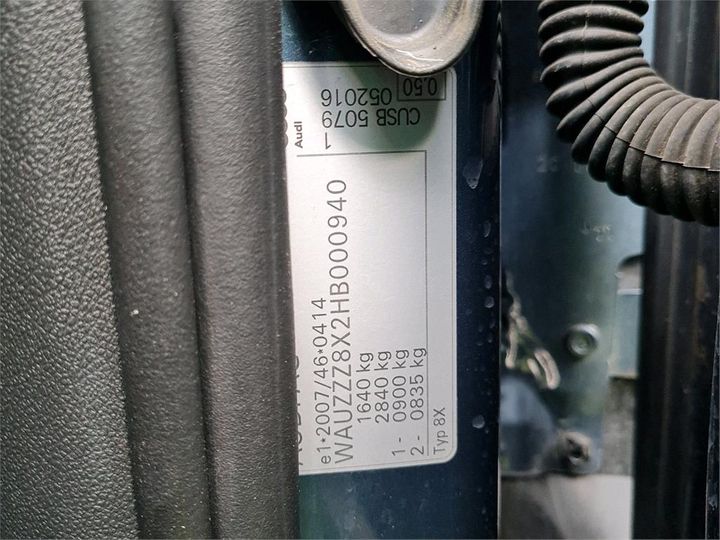 e1*2007/46*0414
WAUZZZ8X2HB000940
1640 kg
2840 kg
1 - 0900 kg
2 - 0835 kg
Typ 8X
Audi
1
CUSB 5079
052016
0.50